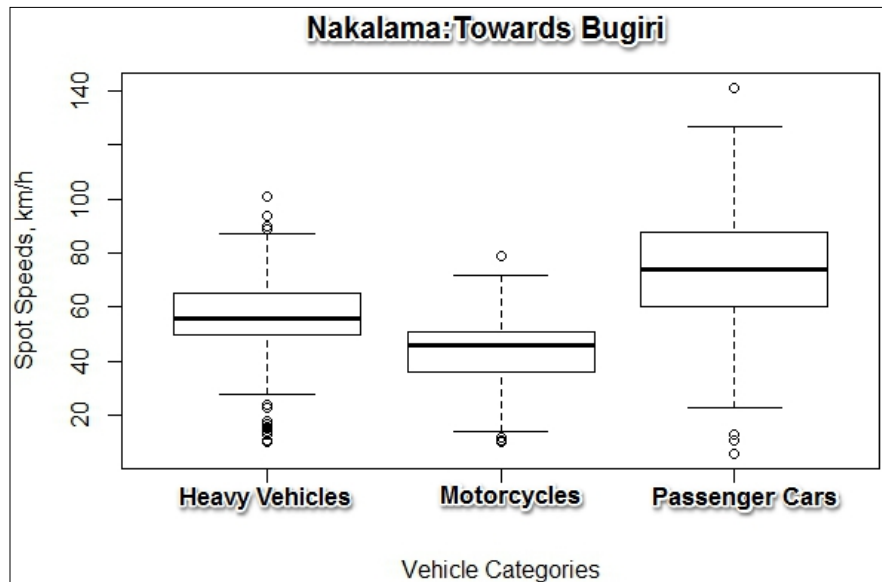 Nakalama:Towards Bugiri
Spot Speeds, km/h
140
100
80
60
40
20
Heavy Vehicles
Motorcycles
Passenger Cars
Vehicle Categories